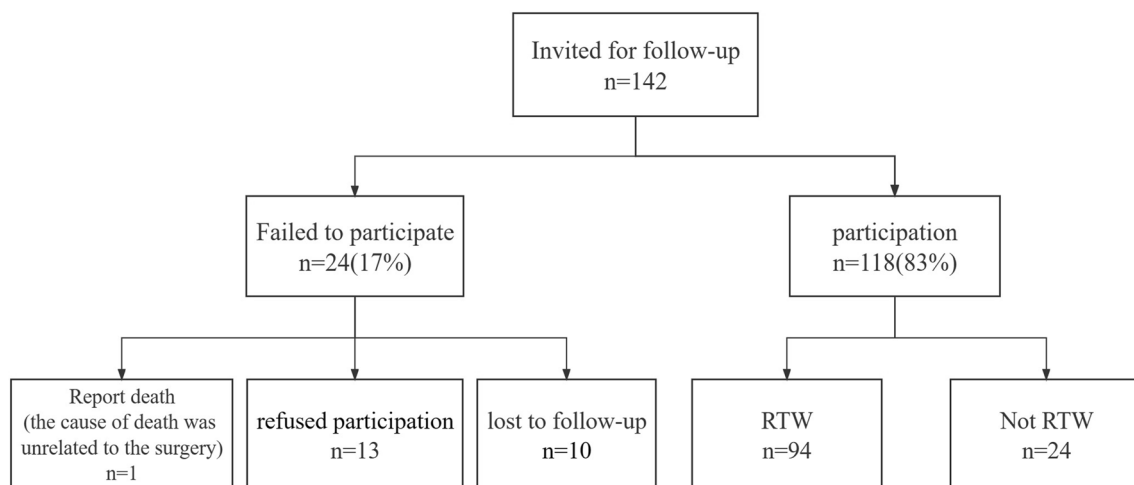 Invited for follow-up
n=142
Failed to participate
n=24(17%)
participation
n=118(83%)
Report death
(the cause of death was
unrelated to the surgery)
n=1
refused participation
n=13
lost to follow-up
n=10
RTW
n=94
Not RTW
n=24